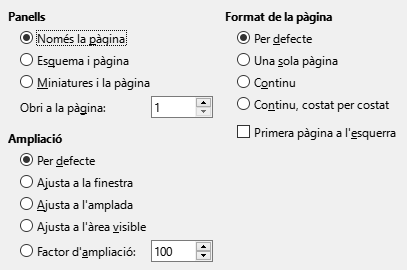 Panells
Només la pàgina
Esquema i pàgina
Miniatures i la pàgina
Obri a la pàgina: 1
Ampliació
Per defecte
Ajusta a la finestra
Ajusta a l'amplada
Ajusta a l'àrea visible
Factor d'ampliació: 100
Format de la pàgina
Per defecte
Una sola pàgina
Continu
Continu, costat per costat
Primera pàgina a l'esquerra